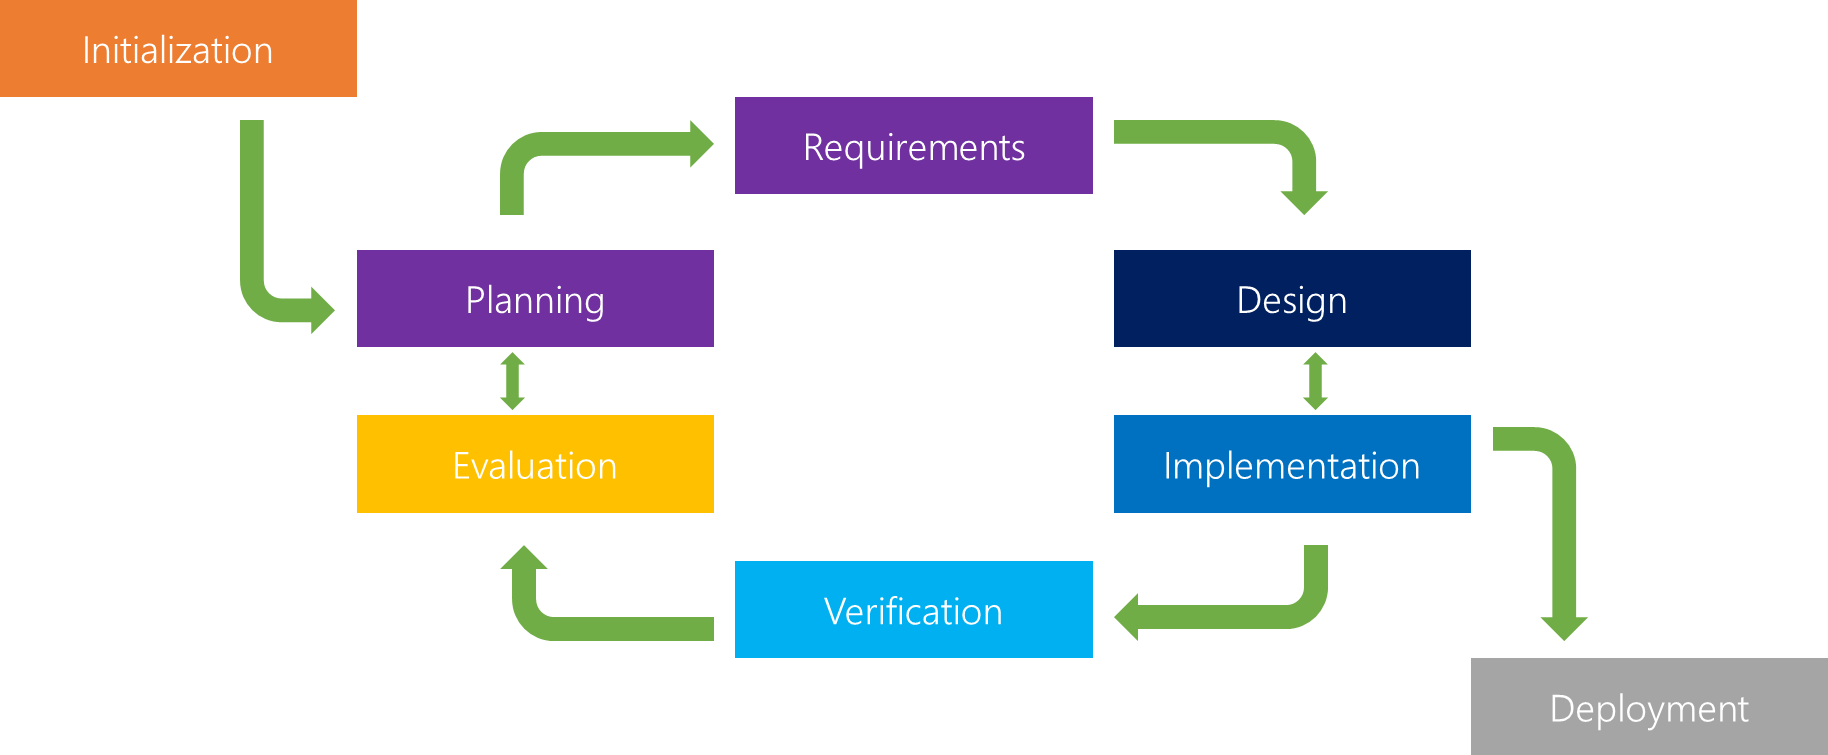 Initialization
Requirements
Planning
Design
Evaluation
Implementation
Verification
Deployment